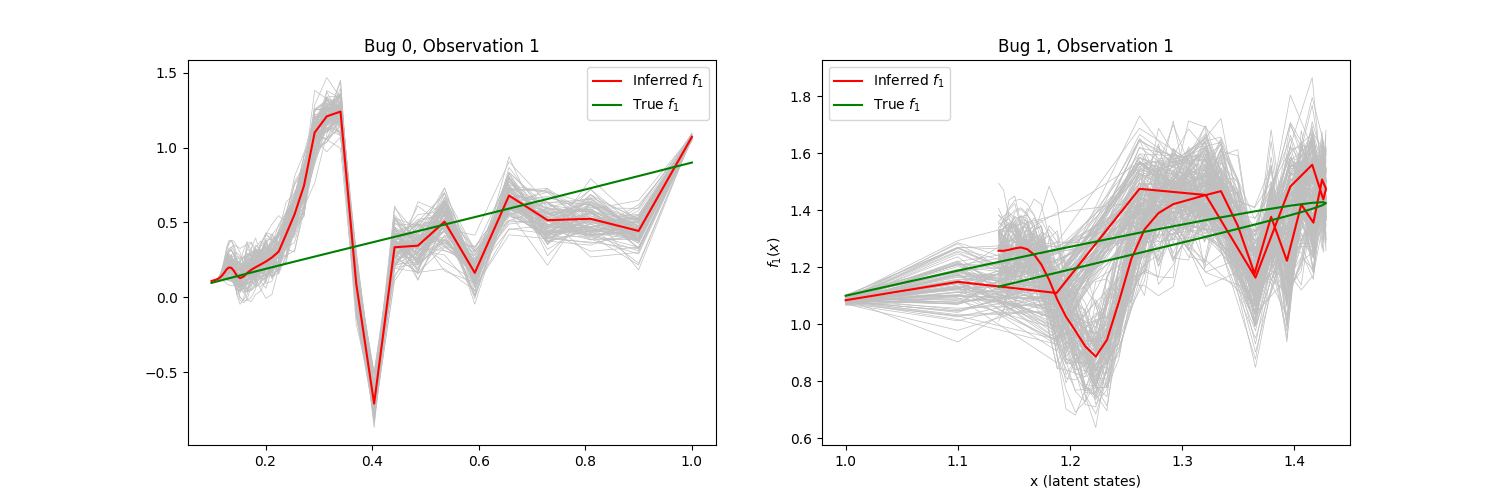 Bug 0, Observation 1
1.5
1.0
0.5
0.0
−0.5
0.2
0.4
0.6
0.8
1.0
Inferred f₁
True f₁
Bug 1, Observation 1
f₁(x)
1.8
1.6
1.4
1.2
1.0
0.8
0.6
1.0
1.1
1.2
1.3
1.4
x (latent states)
Inferred f₁
True f₁